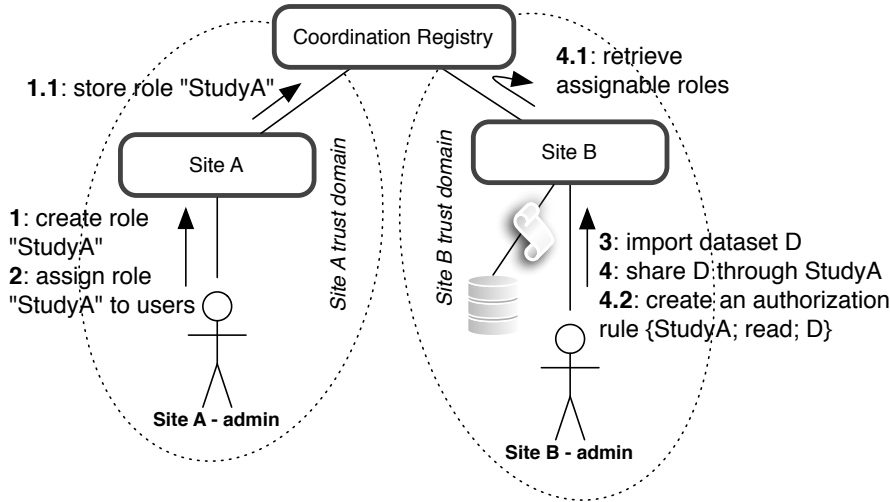 Coordination Registry
1.1: store role "StudyA"
4.1: retrieve
assignable roles
Site A
Site B
Site A trust domain
Site B trust domain
1: create role
"StudyA"
2: assign role
"StudyA" to users
3: import dataset D
4: share D through StudyA
4.2: create an authorization
rule {StudyA; read; D}
Site A - admin
Site B - admin